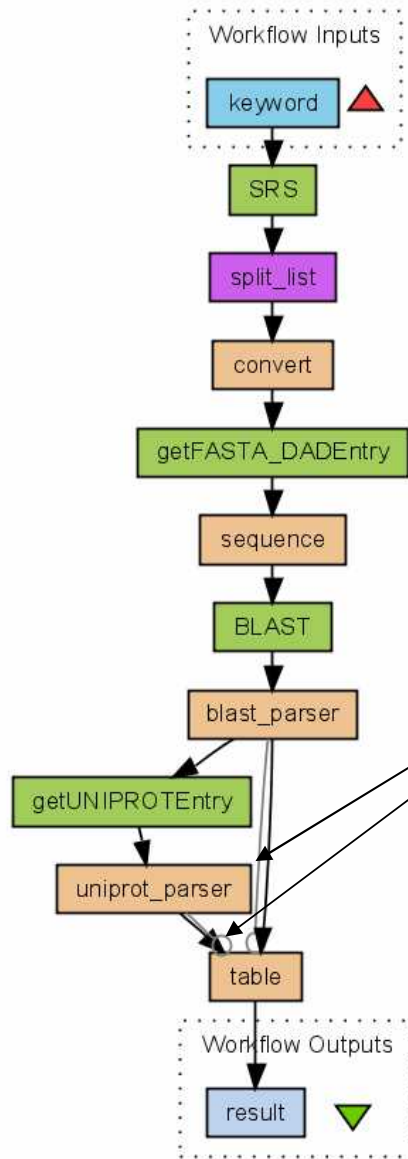 Workflow Inputs
keyword
SRS
split_list
convert
getFASTA_DADEntry
sequence
BLAST
blast_parser
getUNIPROTEntry
uniprot_parser
table
Workflow Outputs
result